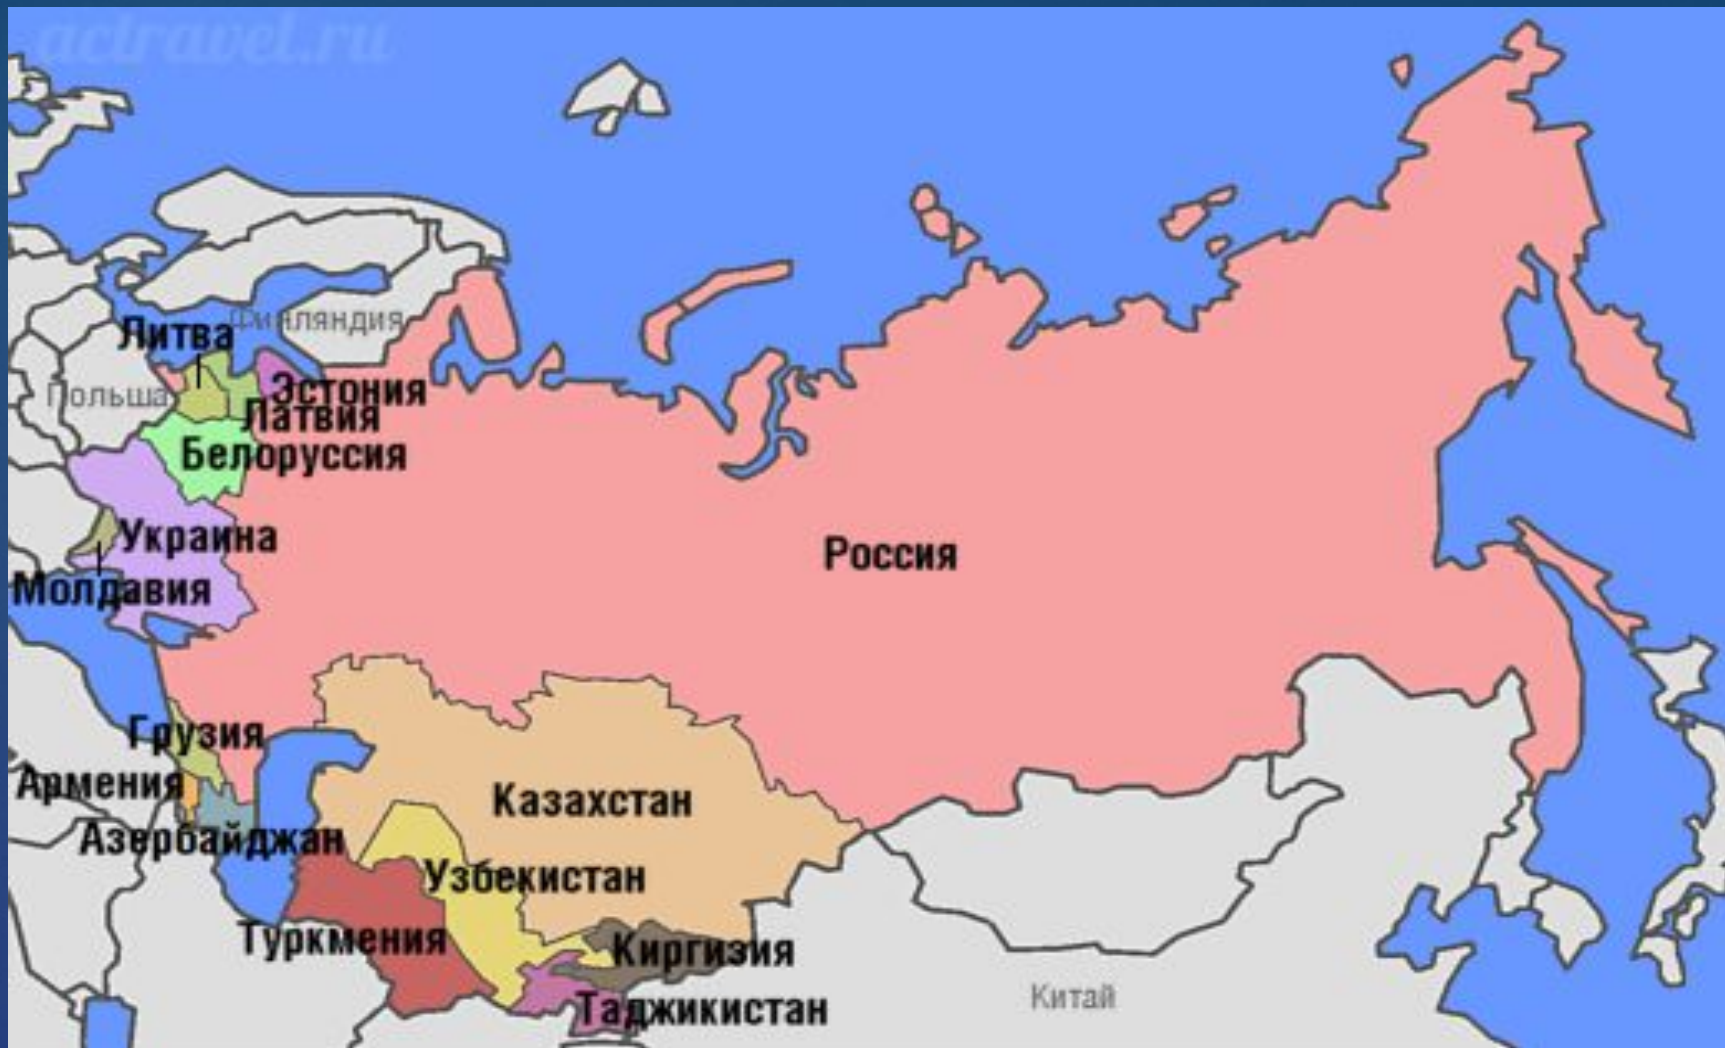 actravel.ru
Финляндия
Литва
Польша
Эстония
Латвия
Белоруссия
Украина
Россия
Молдавия
Грузия
Армения
Казахстан
Азербайджан
Узбекистан
Туркмения
Киргизия
Китай
Таджикистан